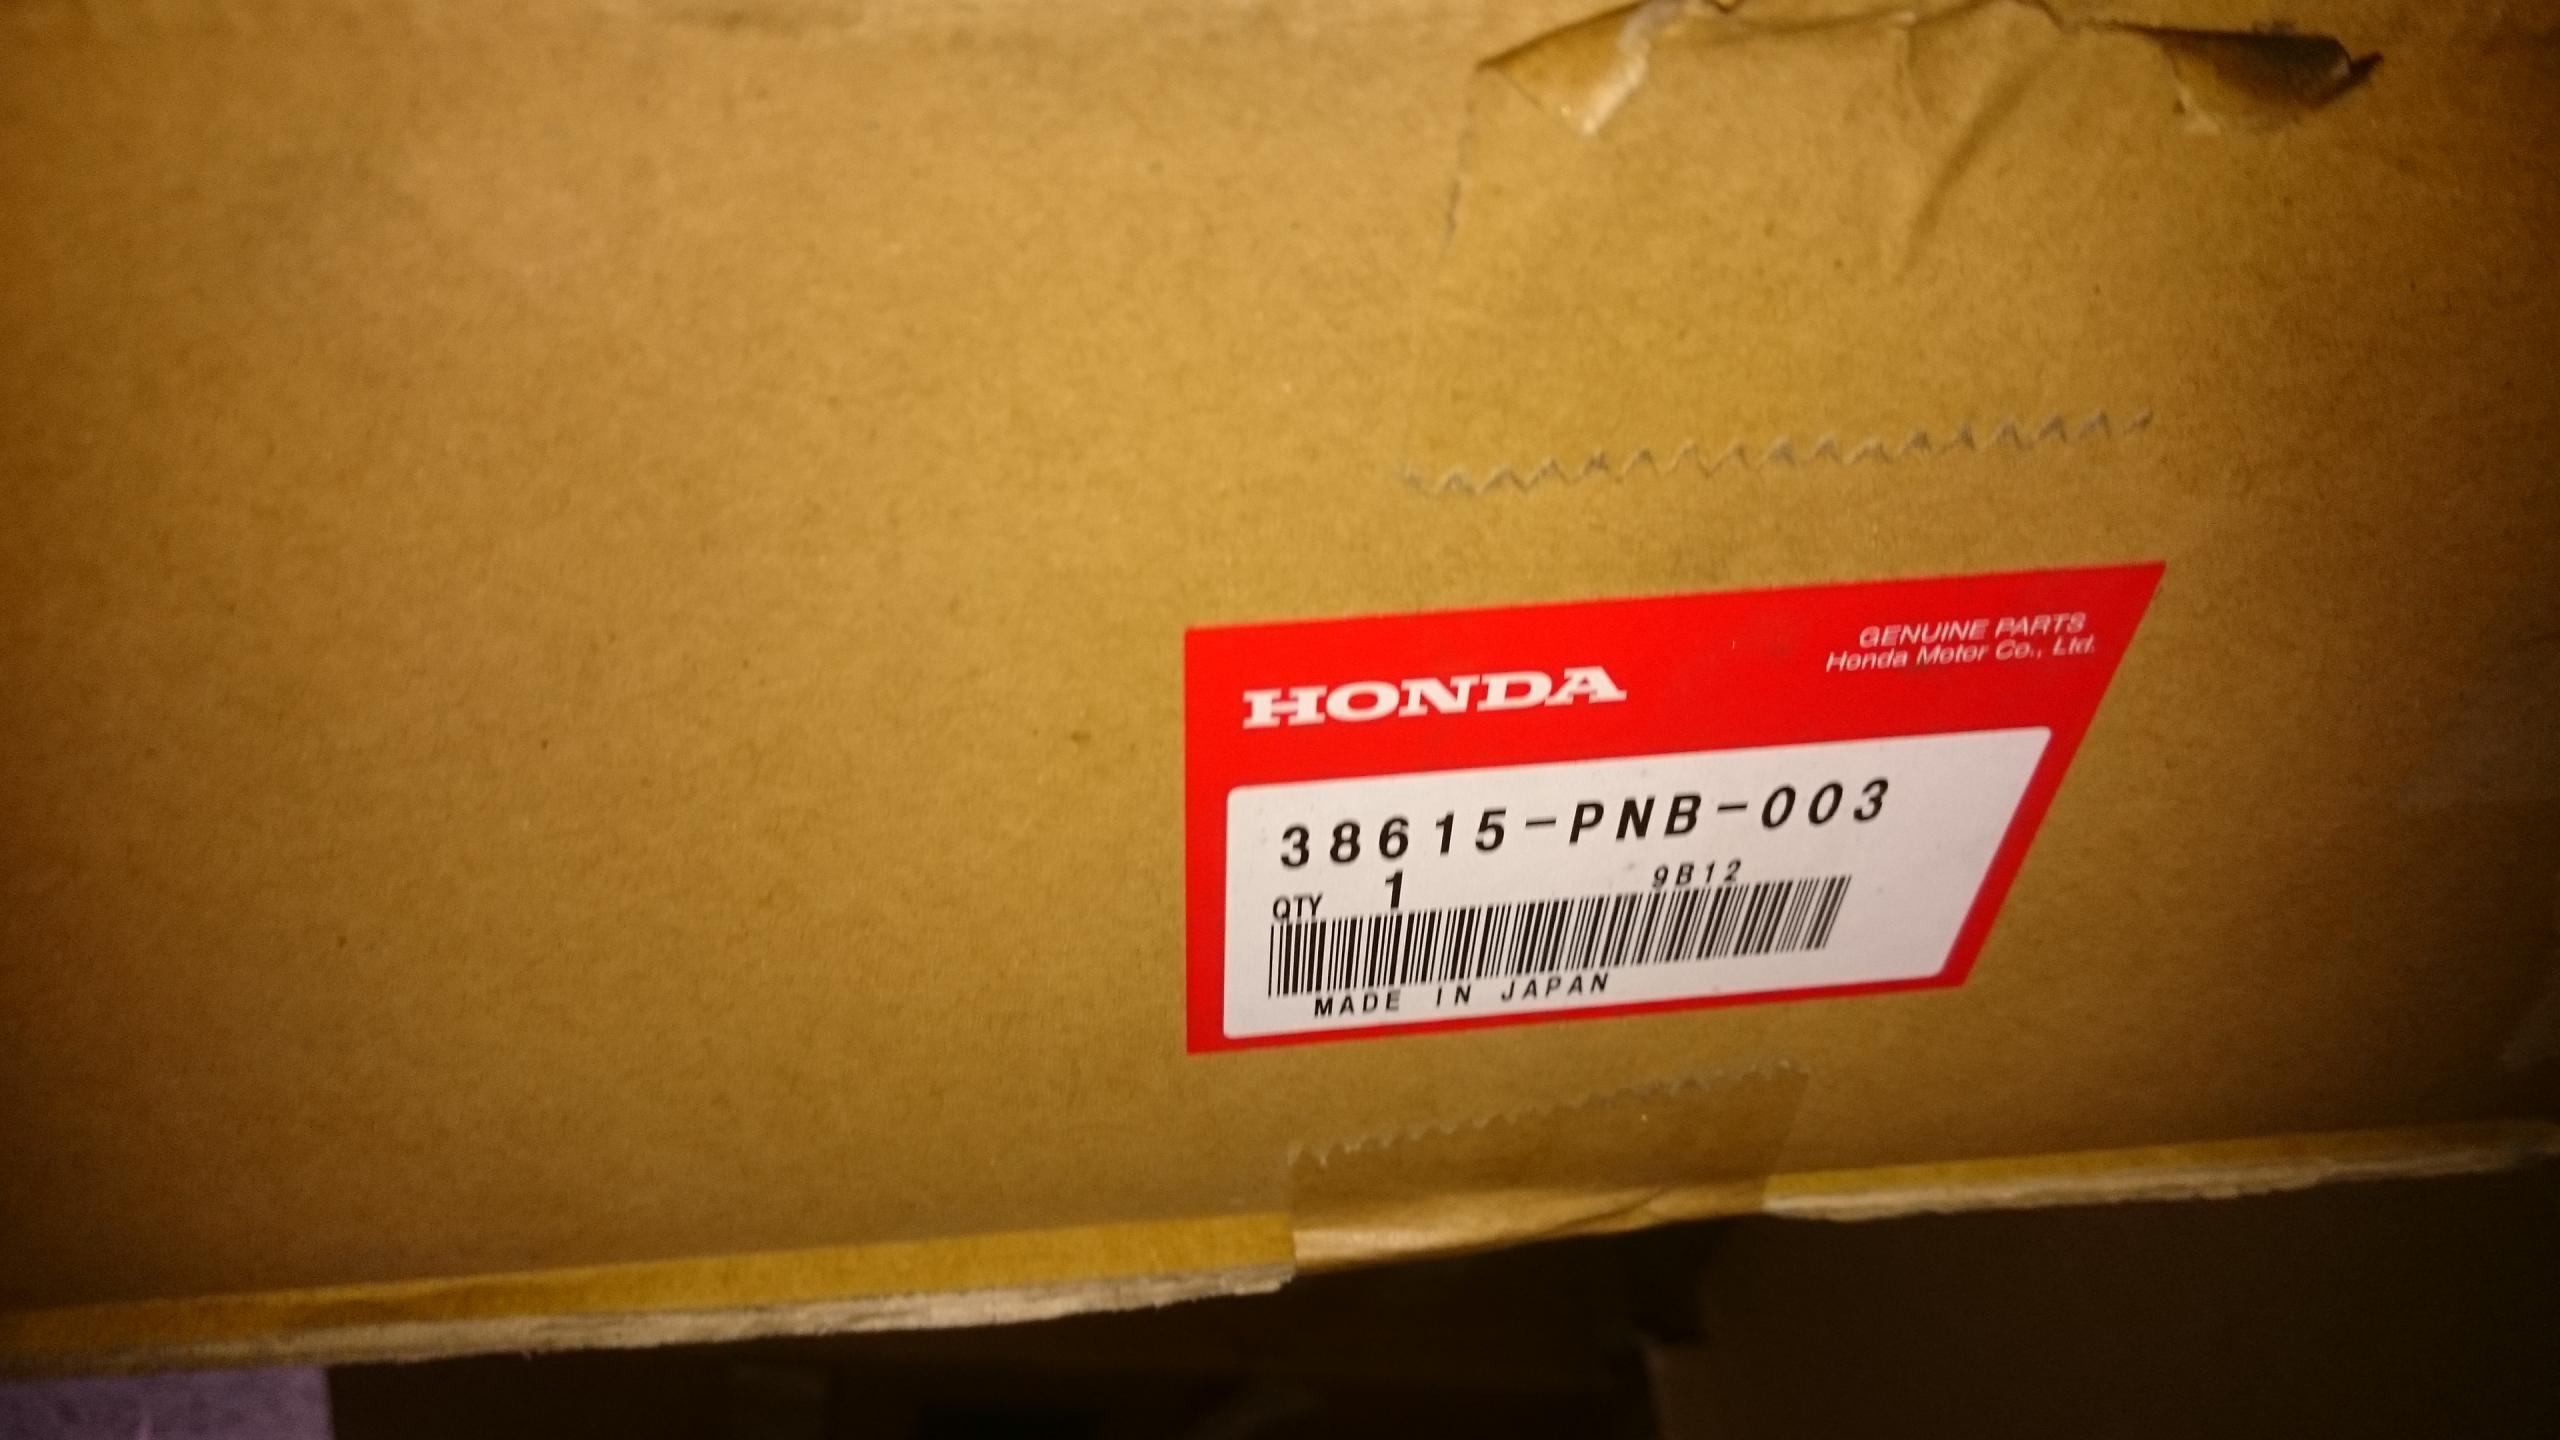 HONDA
GENUINE PARTS
Honda Motor Co., Ltd.
38615-PNB-003
QTY 1 9B12
MADE IN JAPAN